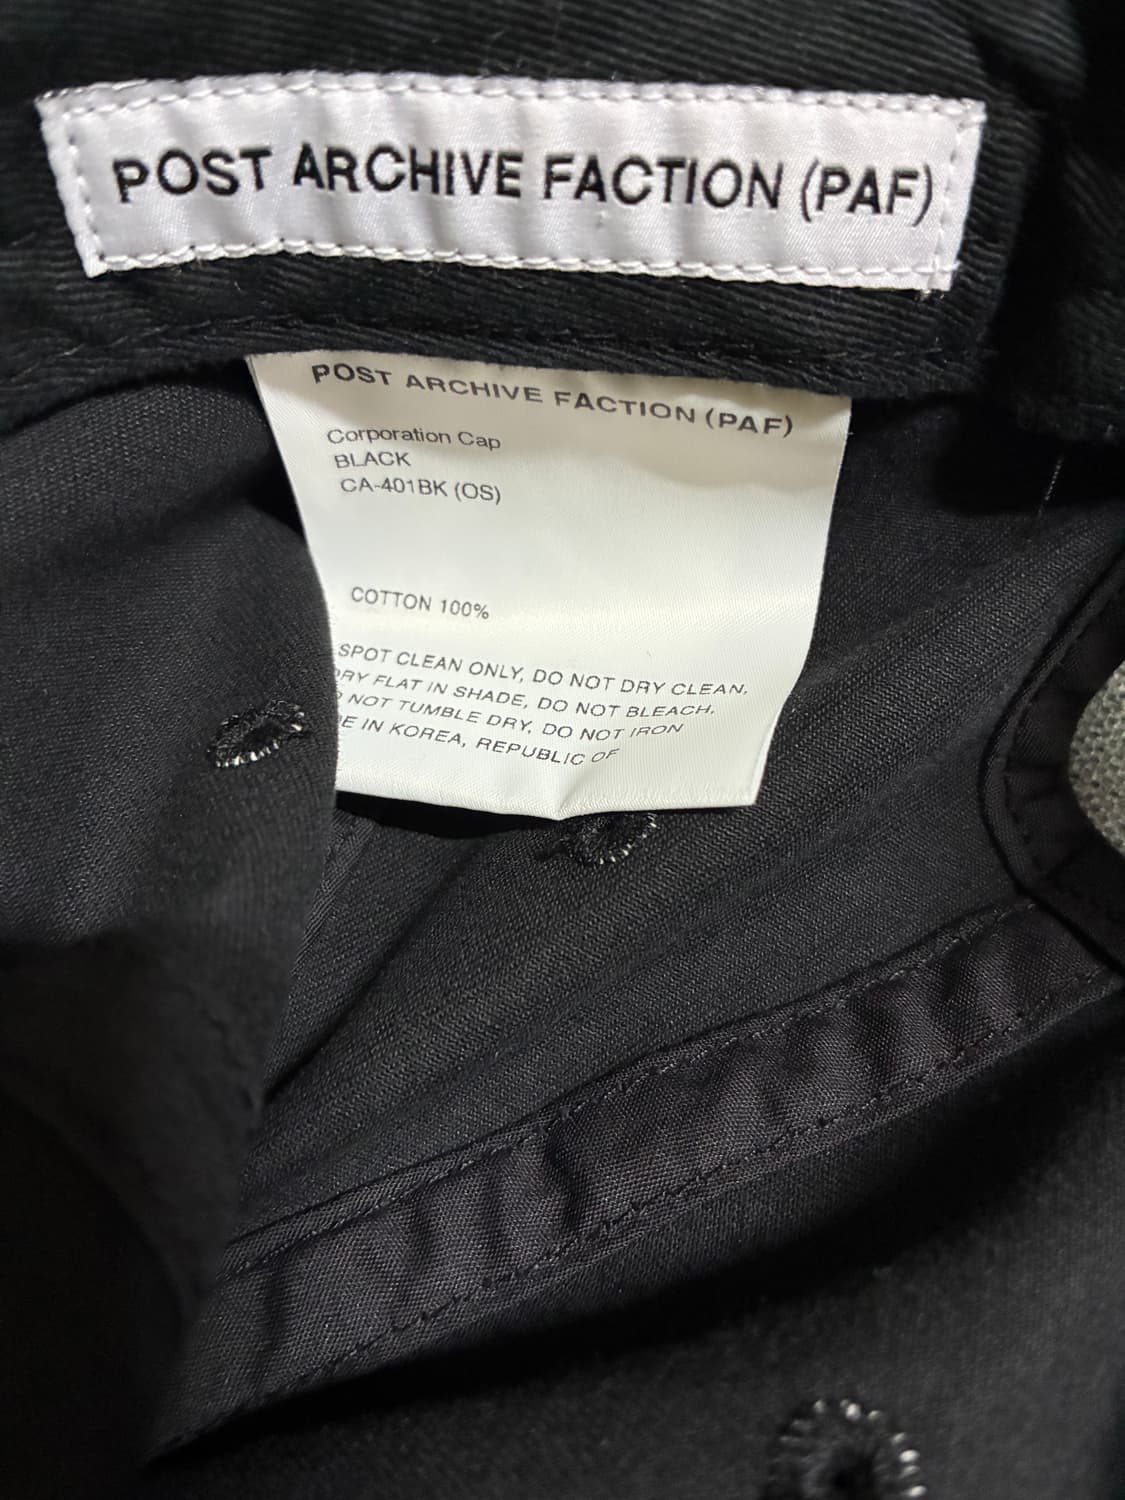 POST ARCHIVE FACTION (PAF)
POST ARCHIVE FACTION (PAF)
Corporation Cap
BLACK
CA-401BK (OS)
COTTON 100%
SPOT CLEAN ONLY, DO NOT DRY CLEAN,
FLAT IN SHADE, DO NOT BLEACH,
NOT TUMBLE DRY, DO NOT IRON
IN KOREA, REPUBLIC OF